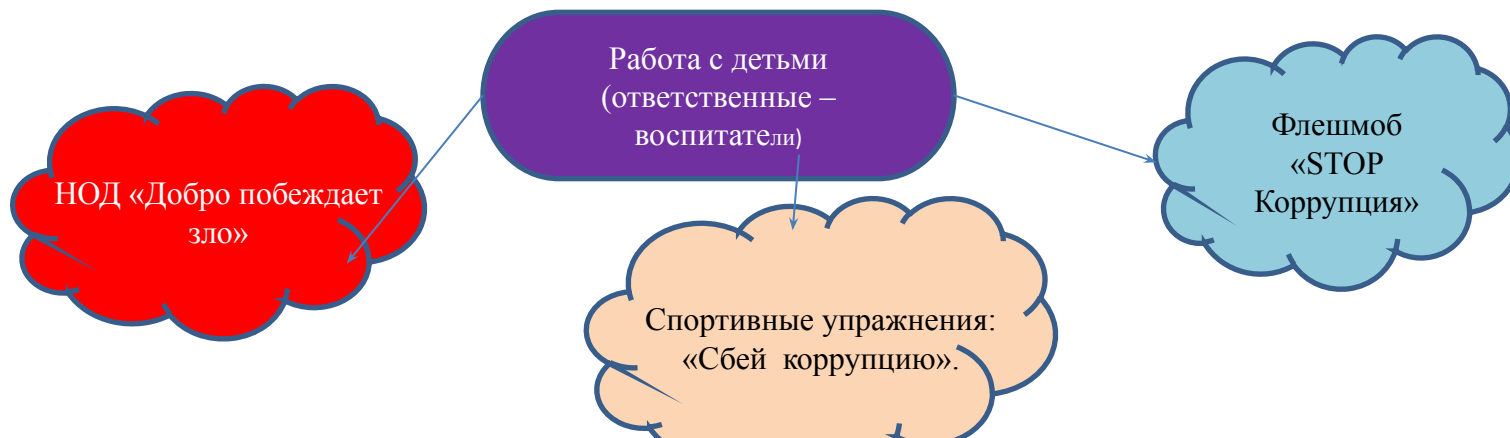 Работа с детьми
(ответственные –
воспитатели)
НОД «Добро побеждает
зло»
Спортивные упражнения:
«Сбей коррупцию».
Флешмоб
«STOP
Коррупция»